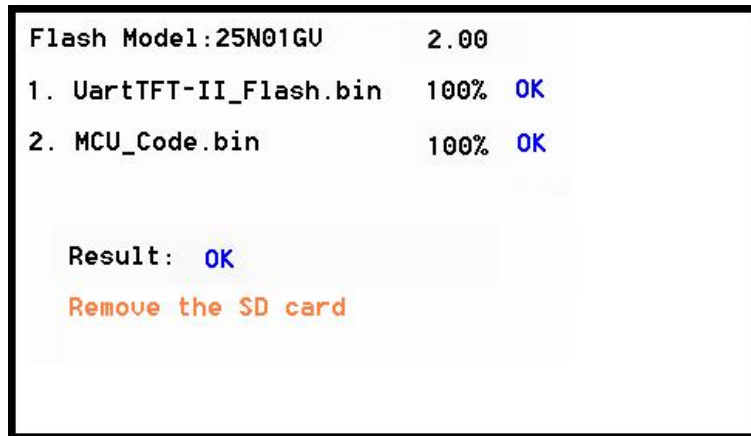 Flash Model:25N01GV 2.00
1. UartTFT-II_Flash.bin 100% OK
2. MCU_Code.bin 100% OK
Result: OK
Remove the SD card